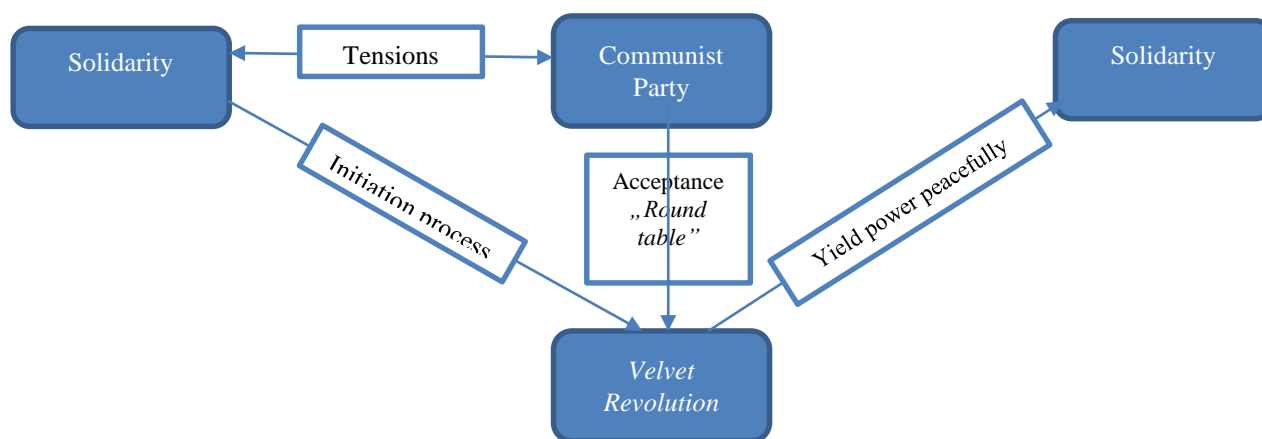 Solidarity
Tensions
Communist
Party
Solidarity
Initiation process
Acceptance
„Round
table”
Yield power peacefully
Velvet
Revolution